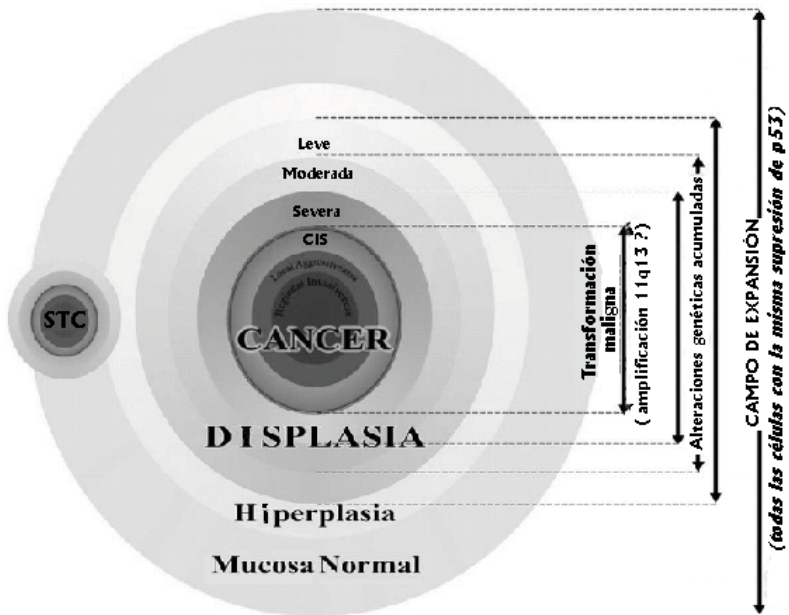 Leve
Moderada
Severa
CIS
Local Aggressiveness
Regional Involvement
CANCER
STC
DISPLASIA
Hiperplasia
Mucosa Normal
Transformación
maligna
(amplificación 11q13 ?)
Alteraciones genéticas acumuladas
CAMPO DE EXPANSIÓN
(todas las células con la misma supresión de p53)